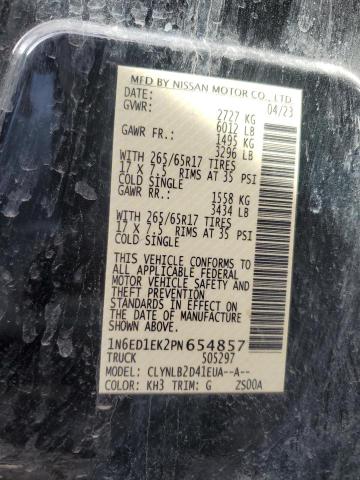 MFD BY NISSAN MOTOR CO., LTD.
DATE: 04/23
GVWR: 2727 KG
6012 LB
GAWR FR.: 1495 KG
3296 LB
WITH 265/65R17 TIRES
17 X 7.5 RIMS AT 35 PSI
COLD SINGLE
GAWR RR.: 1558 KG
3434 LB
WITH 265/65R17 TIRES
17 X 7.5 RIMS AT 35 PSI
COLD SINGLE
THIS VEHICLE CONFORMS TO
ALL APPLICABLE FEDERAL
MOTOR VEHICLE SAFETY
STANDARDS IN EFFECT ON
THE DATE OF MANUFACTURE
SHOWN ABOVE.
1N6ED1EK2PN654857
TRUCK 505297
MODEL: CLYNLB2D41EUA--A--
COLOR: KH3 TRIM: G ZS00A